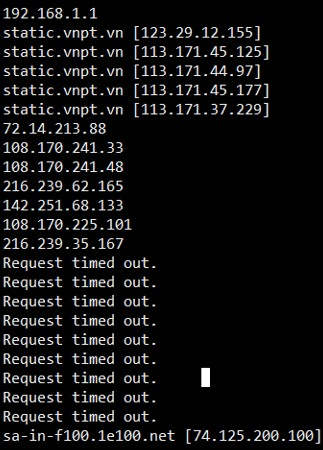 192.168.1.1
static.vnpt.vn [123.29.12.155]
static.vnpt.vn [113.171.45.125]
static.vnpt.vn [113.171.44.97]
static.vnpt.vn [113.171.45.177]
static.vnpt.vn [113.171.37.229]
72.14.213.88
108.170.241.33
108.170.241.48
216.239.62.165
142.251.68.133
108.170.225.101
216.239.35.167
Request timed out.
Request timed out.
Request timed out.
Request timed out.
Request timed out.
Request timed out.
Request timed out.
Request timed out.
Request timed out.
sa-in-f100.1e100.net [74.125.200.100]